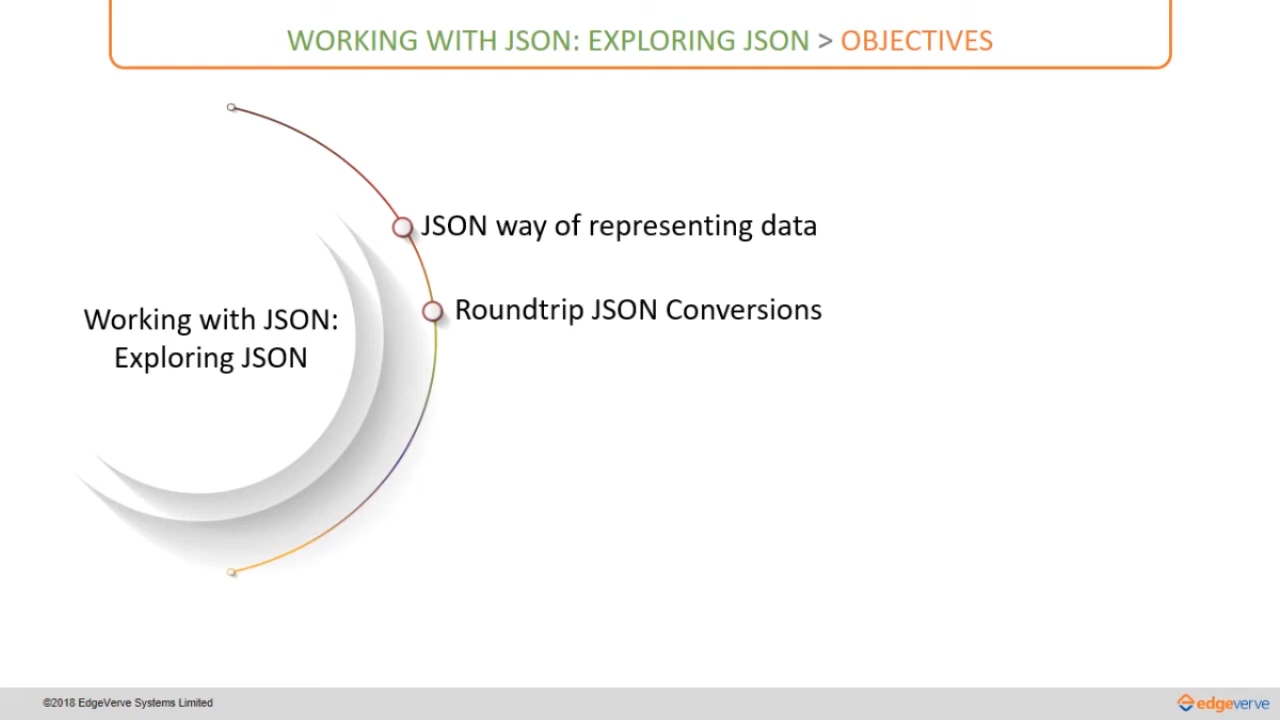 WORKING WITH JSON: EXPLORING JSON > OBJECTIVES
JSON way of representing data
Roundtrip JSON Conversions
Working with JSON:
Exploring JSON
©2018 EdgeVerve Systems Limited
edgeverve